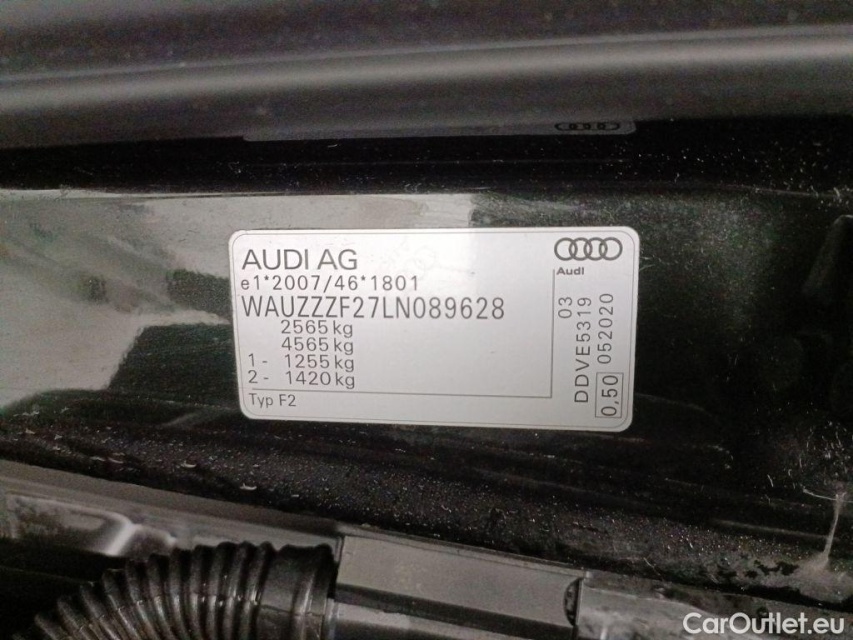 AUDI AG
e1*2007/46*1801
WAUZZZF27LN089628
2565 kg
4565 kg
1- 1255 kg
2- 1420 kg
Typ F2
Audi
03
DDVE5319
0,50 052020
CarOutlet.eu